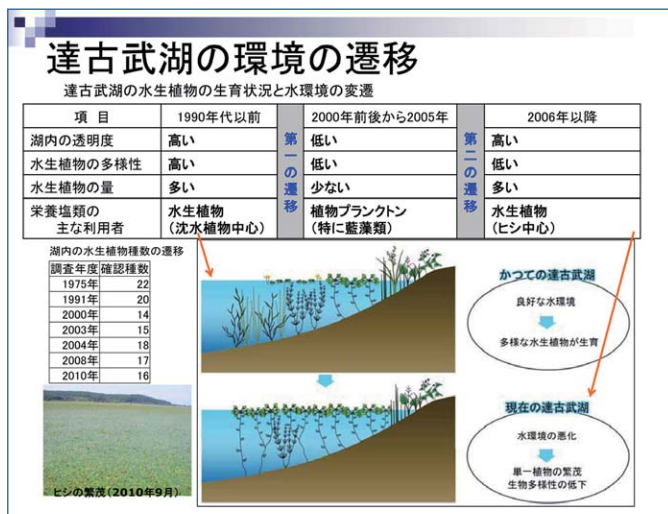 達古武湖の環境の遷移
達古武湖の水生植物の生育状況と水環境の変遷
項 目 1990年代以前 第一の遷移 2000年前後から2005年 第二の遷移 2006年以降
湖内の透明度 高い 低い 高い
水生植物の多様性 高い 低い 低い
水生植物の量 多い 少ない 多い
栄養塩類の 水生植物 植物プランクトン 水生植物
主な利用者 (沈水植物中心) (特に藍藻類) (ヒシ中心)
湖内の水生植物種数の遷移
調査年度 確認種数
1975年 22
1991年 20
2000年 14
2003年 15
2004年 18
2008年 17
2010年 16
ヒシの繁茂(2010年9月)
かつての達古武湖
良好な水環境
多様な水生植物が生育
現在の達古武湖
水環境の悪化
単一植物の繁茂
生物多様性の低下